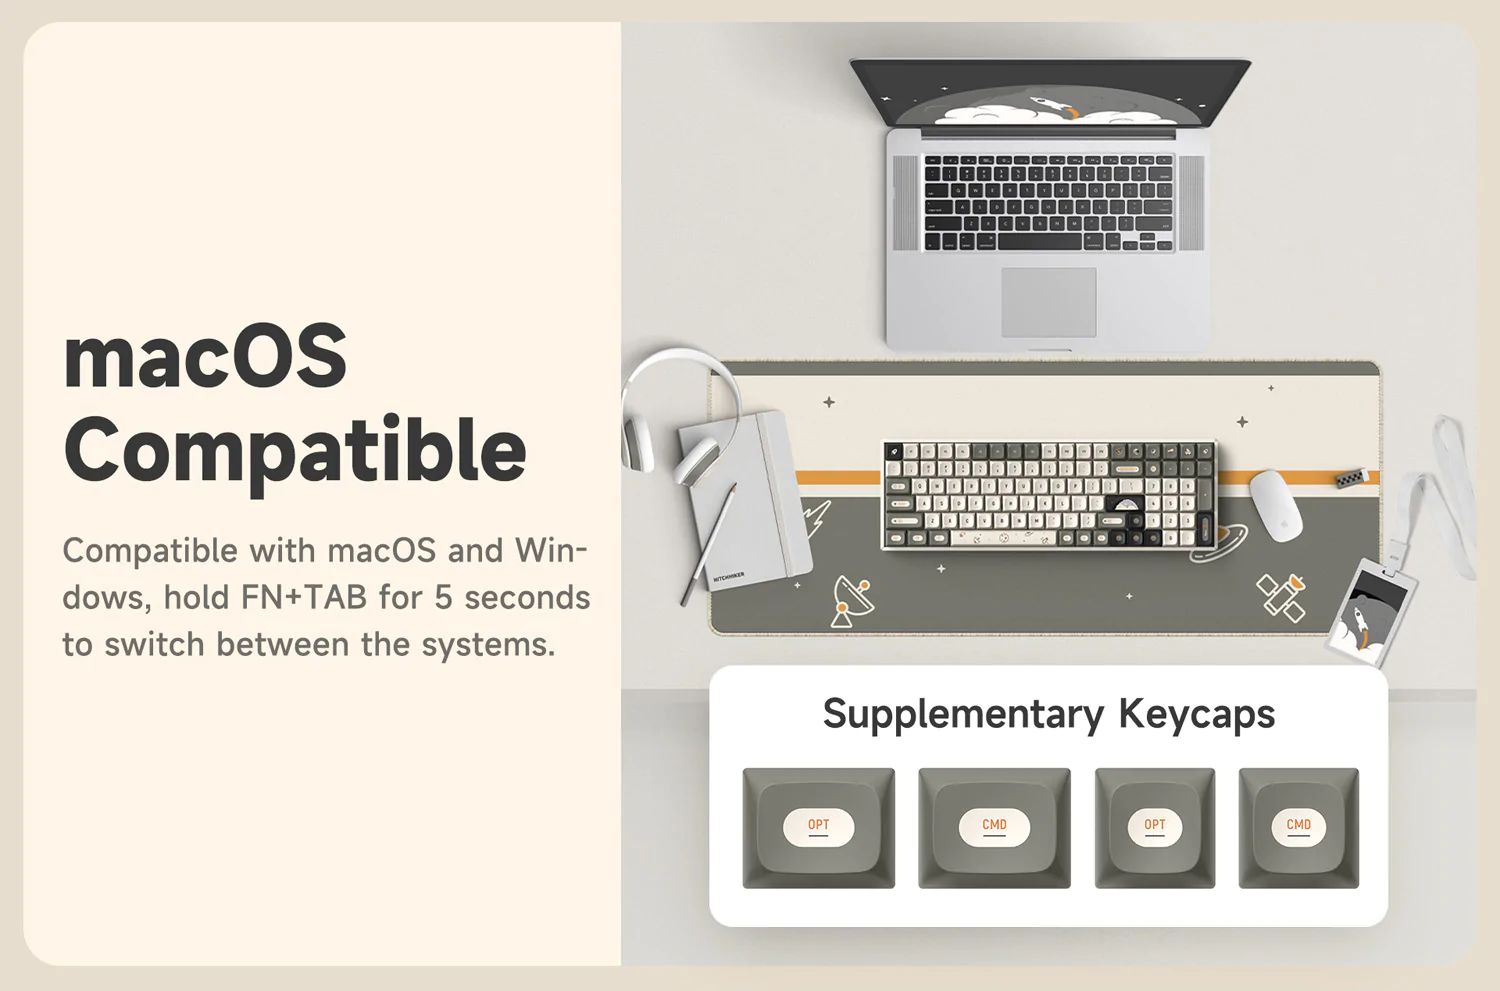 macOS
Compatible
Compatible with macOS and Win-
dows, hold FN+TAB for 5 seconds
to switch between the systems.
HITCHHIKER
Supplementary Keycaps
OPT
CMD
OPT
CMD